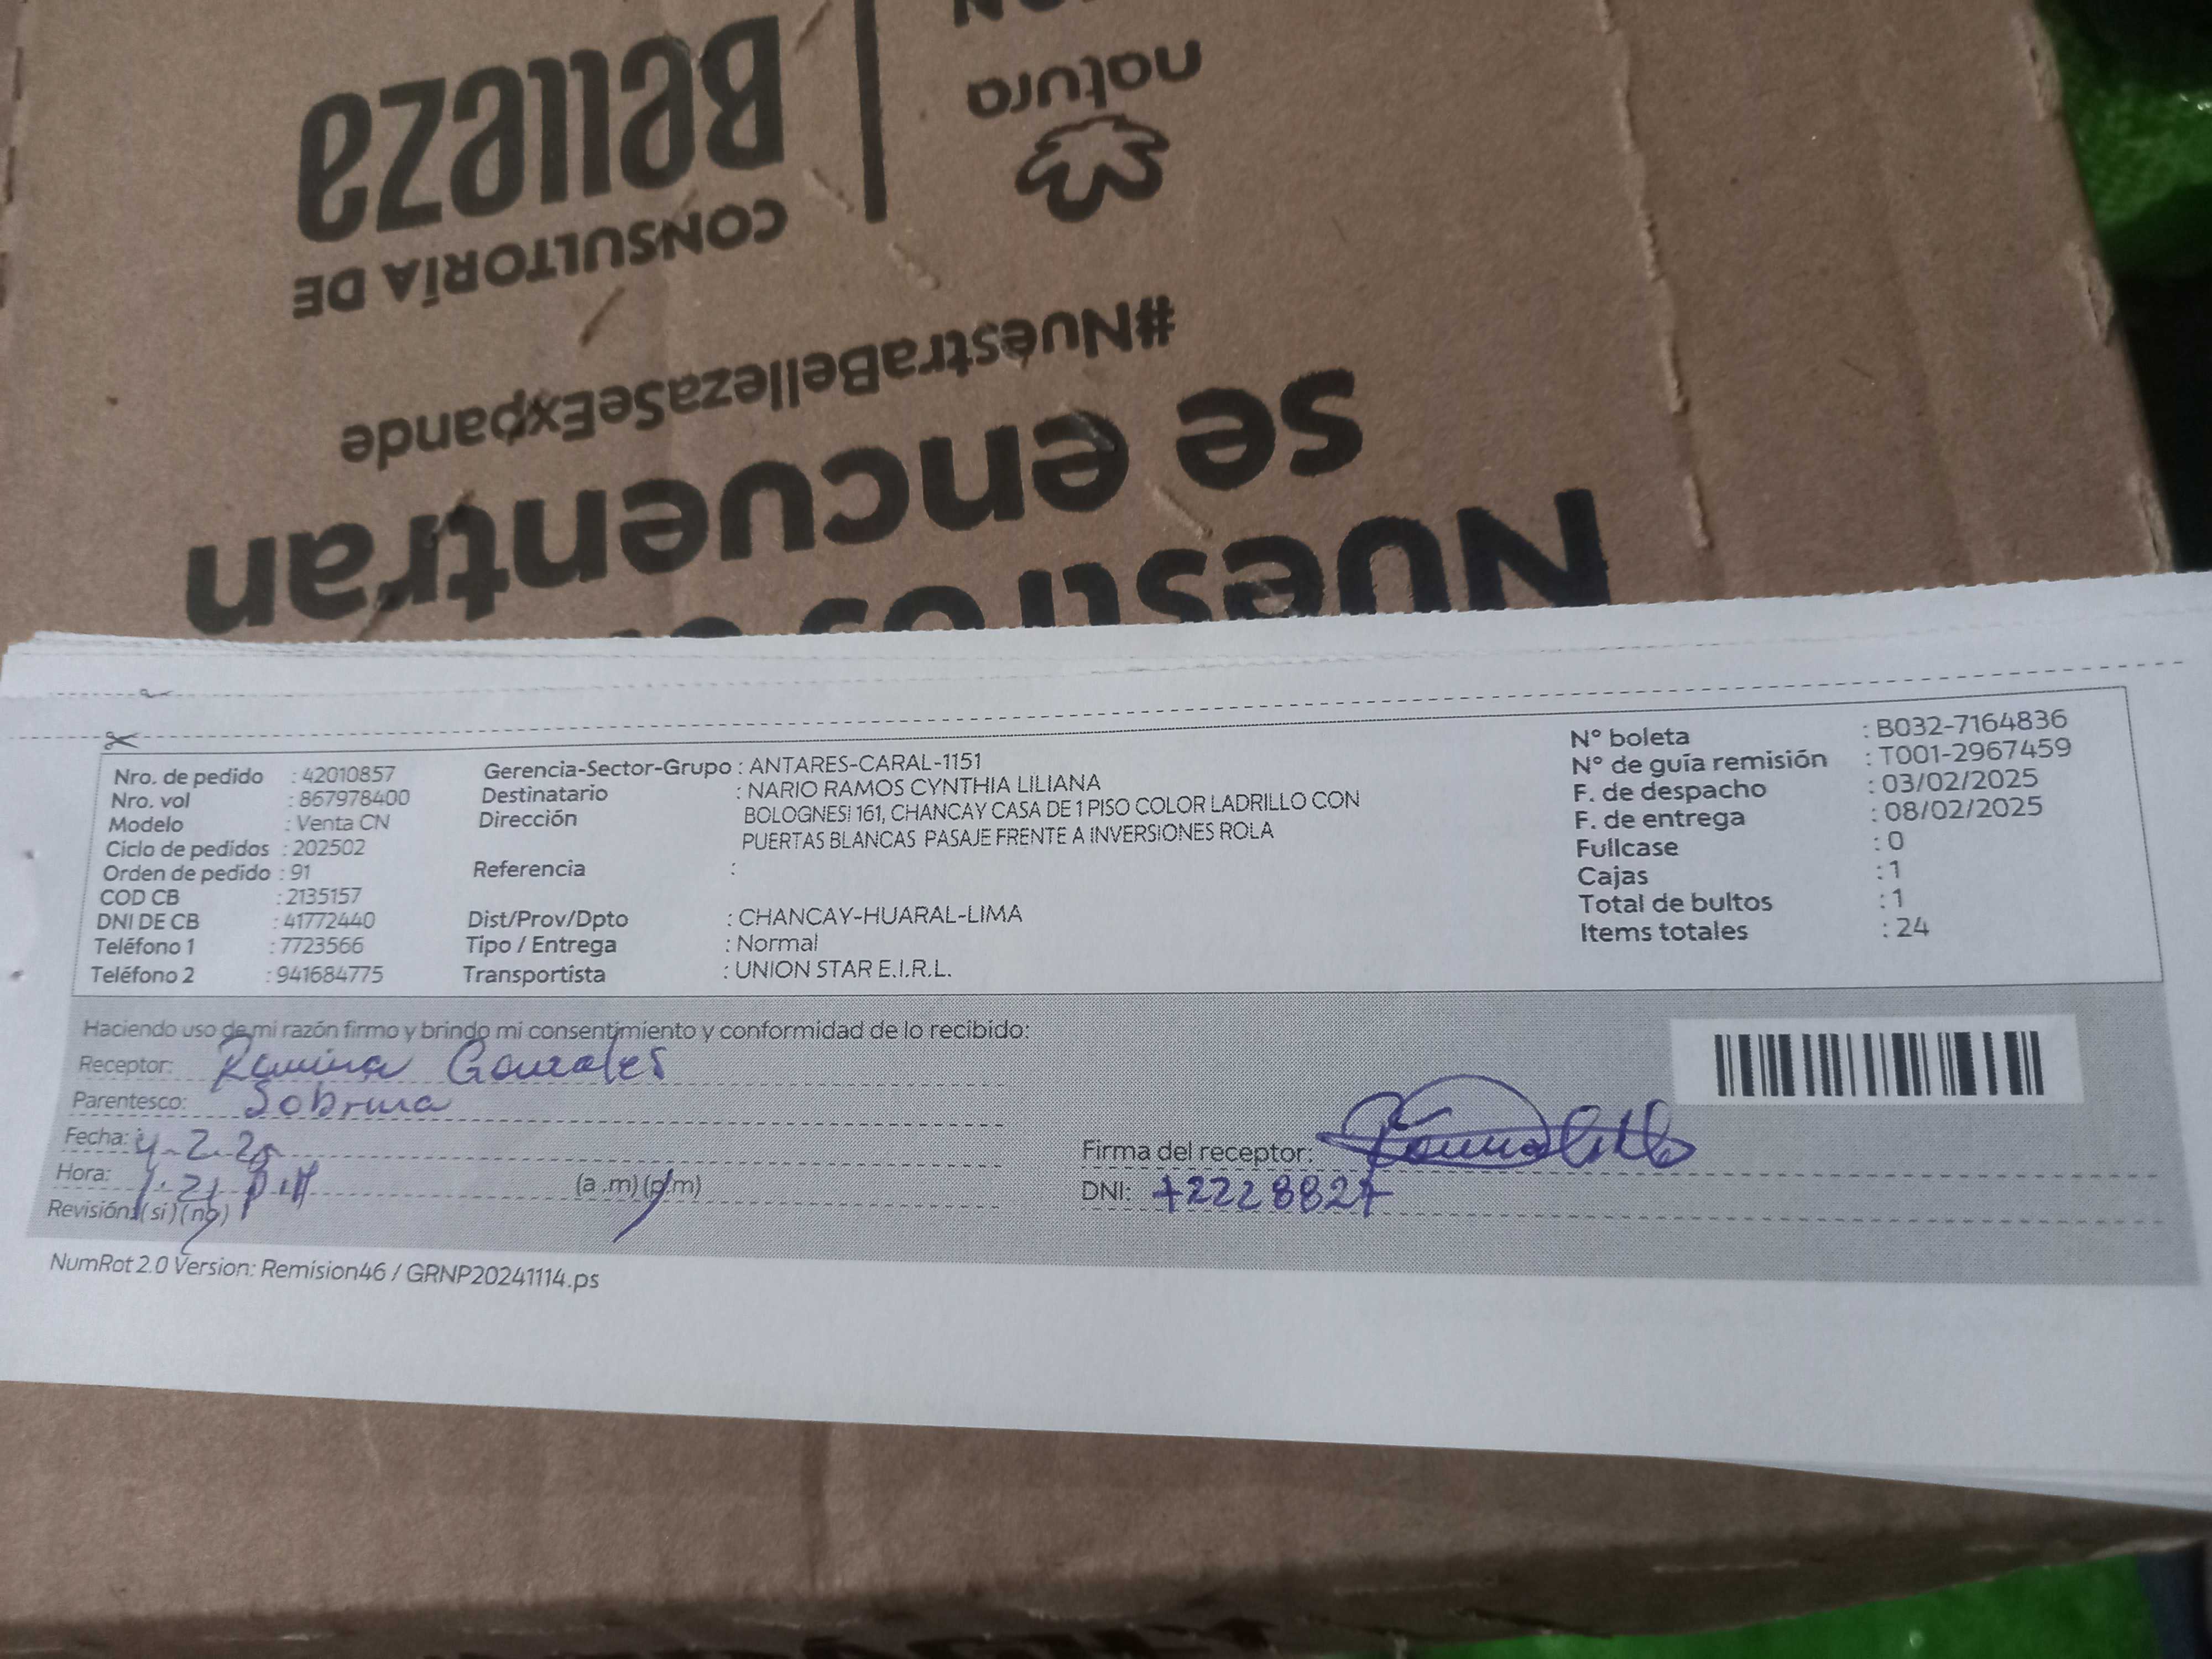 Nuestros
se encuentran
#NuestraBellezaSeExpande
CONSULTORÍA DE
Belleza
natura
Nro. de pedido : 42010857
Nro. vol : 867978400
Modelo : Venta CN
Ciclo de pedidos : 202502
Orden de pedido : 91
COD CB : 2135157
DNI DE CB : 41772440
Teléfono 1 : 7723566
Teléfono 2 : 941684775
Gerencia-Sector-Grupo : ANTARES-CARAL-1151
Destinatario : NARIO RAMOS CYNTHIA LILIANA
Dirección BOLOGNESI 161, CHANCAY CASA DE 1 PISO COLOR LADRILLO CON
PUERTAS BLANCAS PASAJE FRENTE A INVERSIONES ROLA
Referencia :
Dist/Prov/Dpto : CHANCAY-HUARAL-LIMA
Tipo / Entrega : Normal
Transportista : UNION STAR E.I.R.L.
N° boleta : B032-7164836
N° de guía remisión : T001-2967459
F. de despacho : 03/02/2025
F. de entrega : 08/02/2025
Fullcase : 0
Cajas : 1
Total de bultos : 1
Items totales : 24
Haciendo uso de mi razón firmo y brindo mi consentimiento y conformidad de lo recibido:
Receptor: Gonzales
Parentesco: Sobrina
Fecha: 4-2-25
Hora: 1:21 P.M (a.m)(p.m)
Revisión: (si) (no)
Firma del receptor:
DNI: 72228827
NumRot 2.0 Version: Remision46 / GRNP20241114.ps